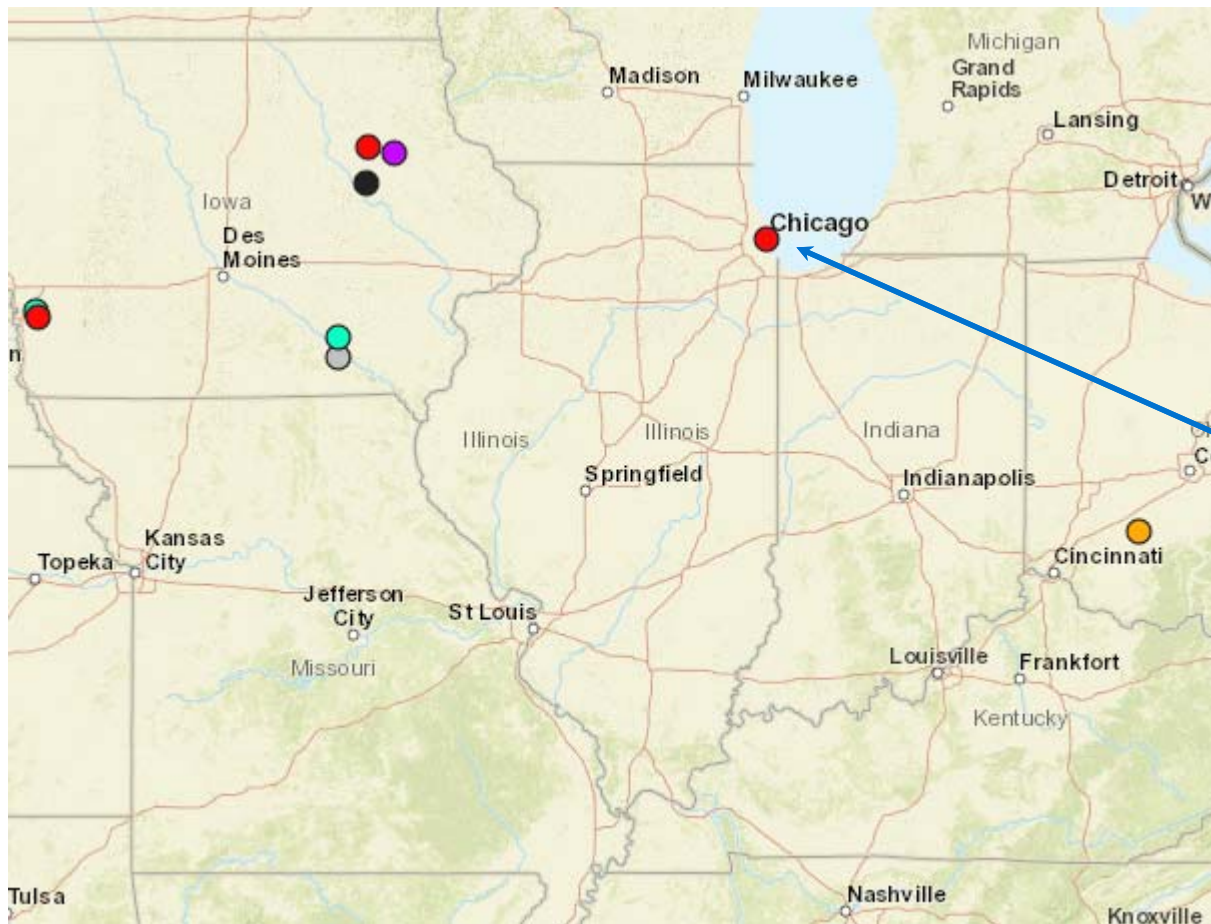 Michigan
Madison
Milwaukee
Grand
Rapids
Lansing
Detroit
W
Iowa
Chicago
Des
Moines
n
Illinois
Illinois
Indiana
C
Springfield
Indianapolis
Kansas
City
Topeka
Cincinnati
Jefferson
City
St Louis
Missouri
Louisville
Frankfort
Kentucky
Tulsa
Nashville
Knoxville